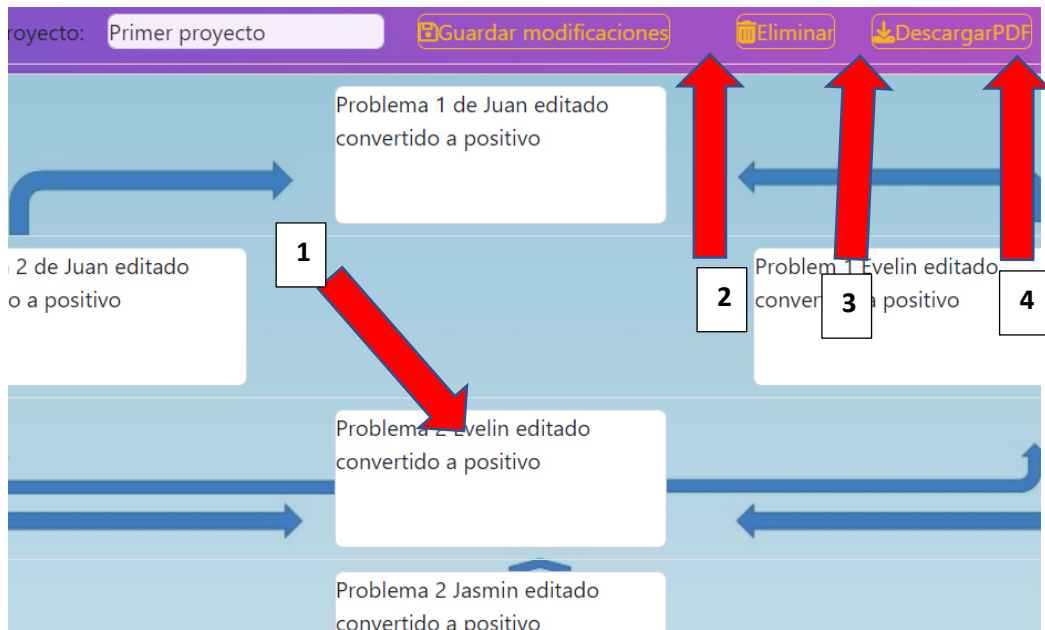 royecto: Primer proyecto Guardar modificaciones Eliminar DescargarPDF
Problema 1 de Juan editado
convertido a positivo
1
2 de Juan editado
o a positivo
Problem 1 Evelin editado
a positivo
2
3
4
Problema 2 Evelin editado
convertido a positivo
Problema 2 Jasmin editado
convertido a positivo